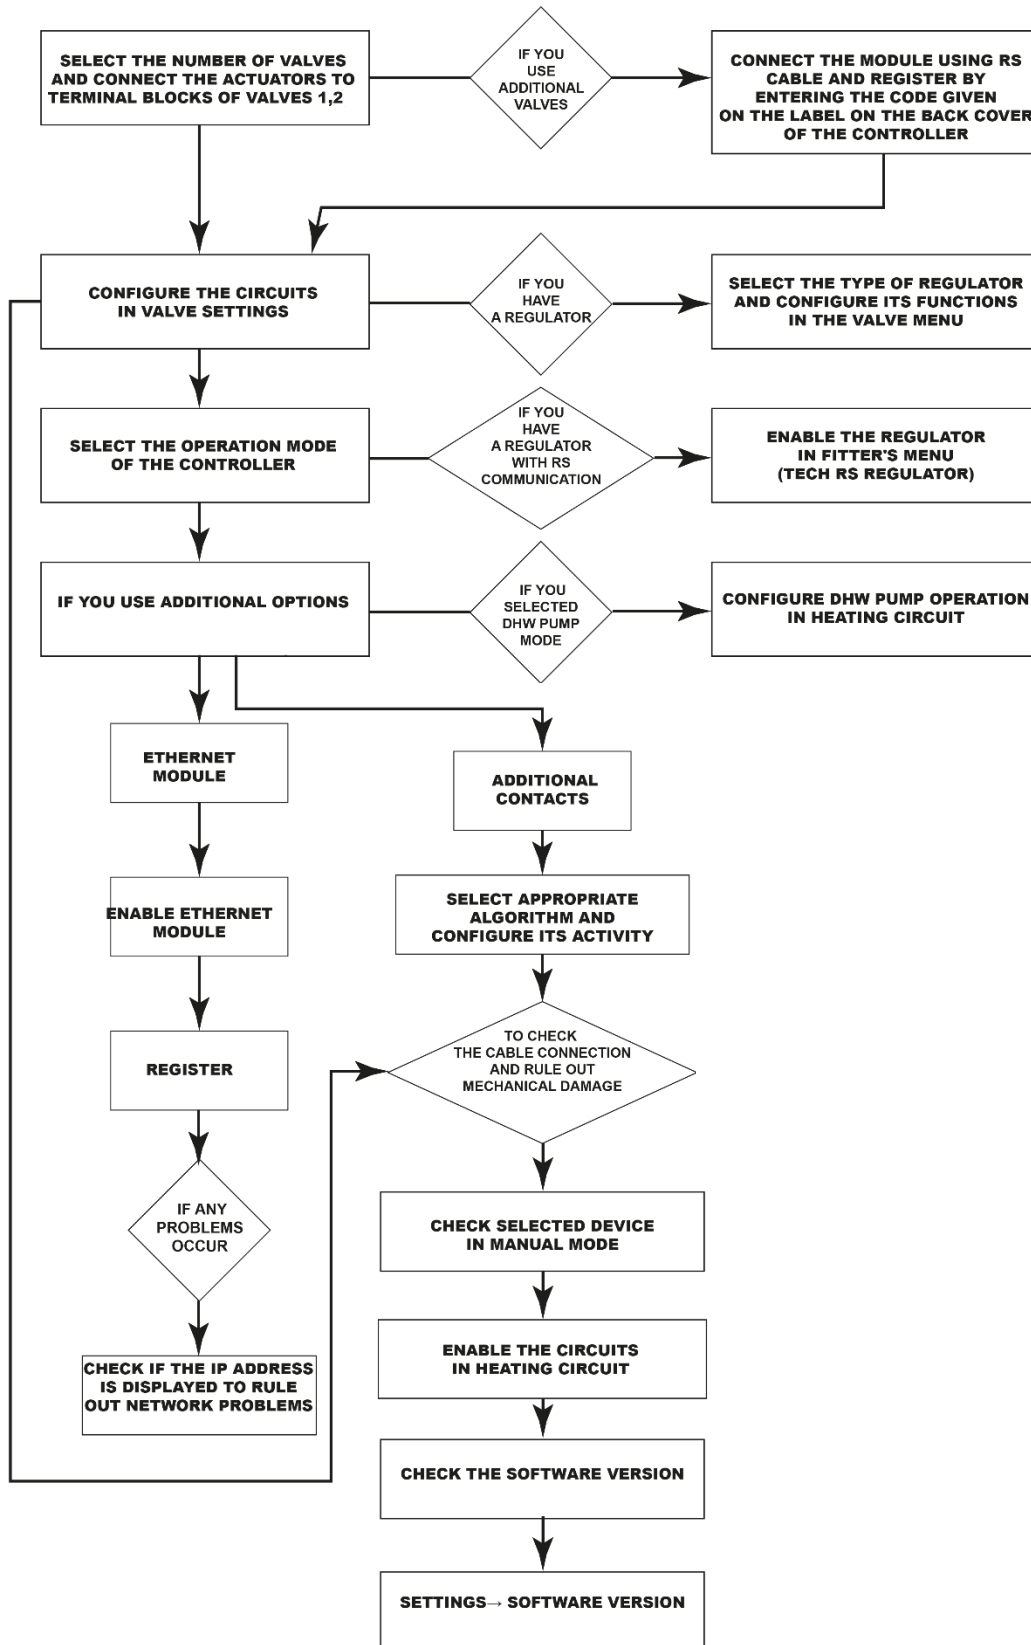 SELECT THE NUMBER OF VALVES
AND CONNECT THE ACTUATORS TO
TERMINAL BLOCKS OF VALVES 1,2
IF YOU
USE
ADDITIONAL
VALVES
CONNECT THE MODULE USING RS
CABLE AND REGISTER BY
ENTERING THE CODE GIVEN
ON THE LABEL ON THE BACK COVER
OF THE CONTROLLER
CONFIGURE THE CIRCUITS
IN VALVE SETTINGS
IF YOU
HAVE
A REGULATOR
SELECT THE TYPE OF REGULATOR
AND CONFIGURE ITS FUNCTIONS
IN THE VALVE MENU
SELECT THE OPERATION MODE
OF THE CONTROLLER
IF YOU
HAVE
A REGULATOR
WITH RS
COMMUNICATION
ENABLE THE REGULATOR
IN FITTER'S MENU
(TECH RS REGULATOR)
IF YOU USE ADDITIONAL OPTIONS
IF YOU
SELECTED
DHW PUMP
MODE
CONFIGURE DHW PUMP OPERATION
IN HEATING CIRCUIT
ETHERNET
MODULE
ENABLE ETHERNET
MODULE
REGISTER
IF ANY
PROBLEMS
OCCUR
CHECK IF THE IP ADDRESS
IS DISPLAYED TO RULE
OUT NETWORK PROBLEMS
ADDITIONAL
CONTACTS
SELECT APPROPRIATE
ALGORITHM AND
CONFIGURE ITS ACTIVITY
TO CHECK
THE CABLE CONNECTION
AND RULE OUT
MECHANICAL DAMAGE
CHECK SELECTED DEVICE
IN MANUAL MODE
ENABLE THE CIRCUITS
IN HEATING CIRCUIT
CHECK THE SOFTWARE VERSION
SETTINGS→ SOFTWARE VERSION